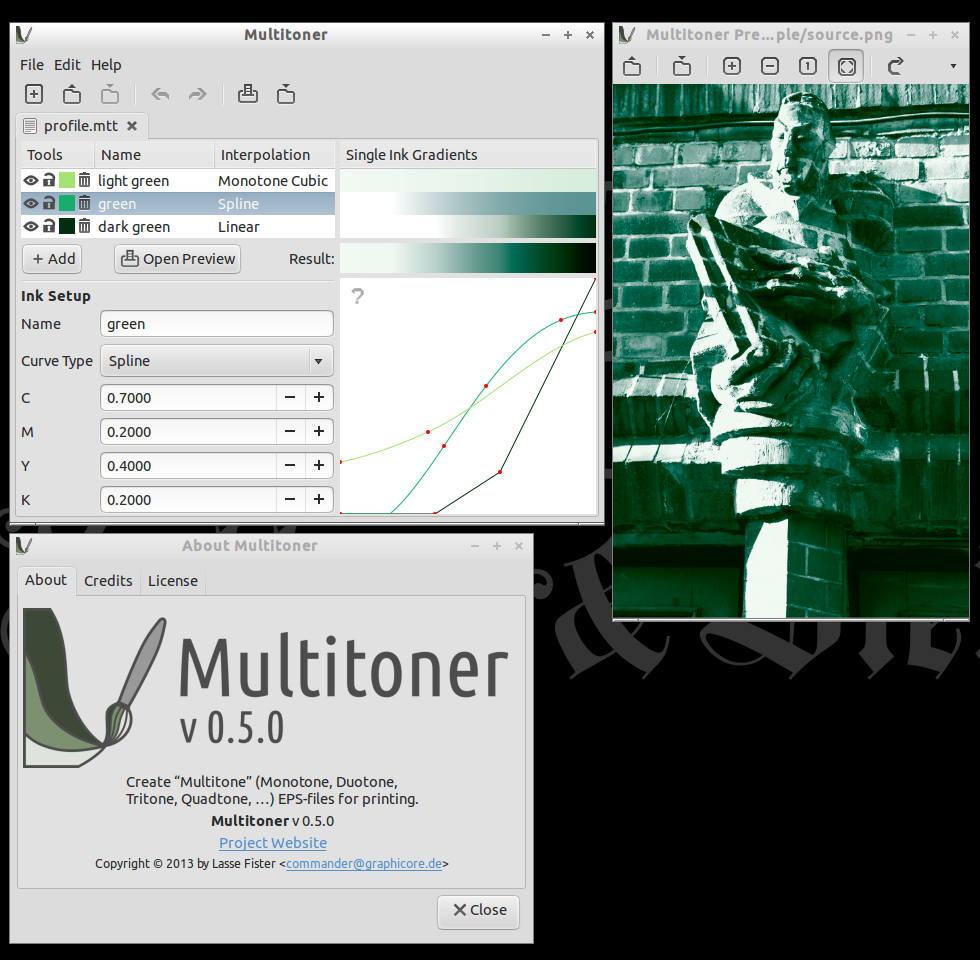 Multitoner
File Edit Help
profile.mtt
Tools Name Interpolation Single Ink Gradients
light green Monotone Cubic
green Spline
dark green Linear
+ Add Open Preview Result:
Ink Setup
?
Name green
Curve Type Spline
C 0.7000
M 0.2000
Y 0.4000
K 0.2000
Multitoner Pre...ple/source.png
1
About Multitoner
About Credits License
Multitoner
v 0.5.0
Create “Multitone” (Monotone, Duotone,
Tritone, Quadtone, …) EPS-files for printing.
Multitoner v 0.5.0
Project Website
Copyright © 2013 by Lasse Fister <commander@graphicore.de>
Close